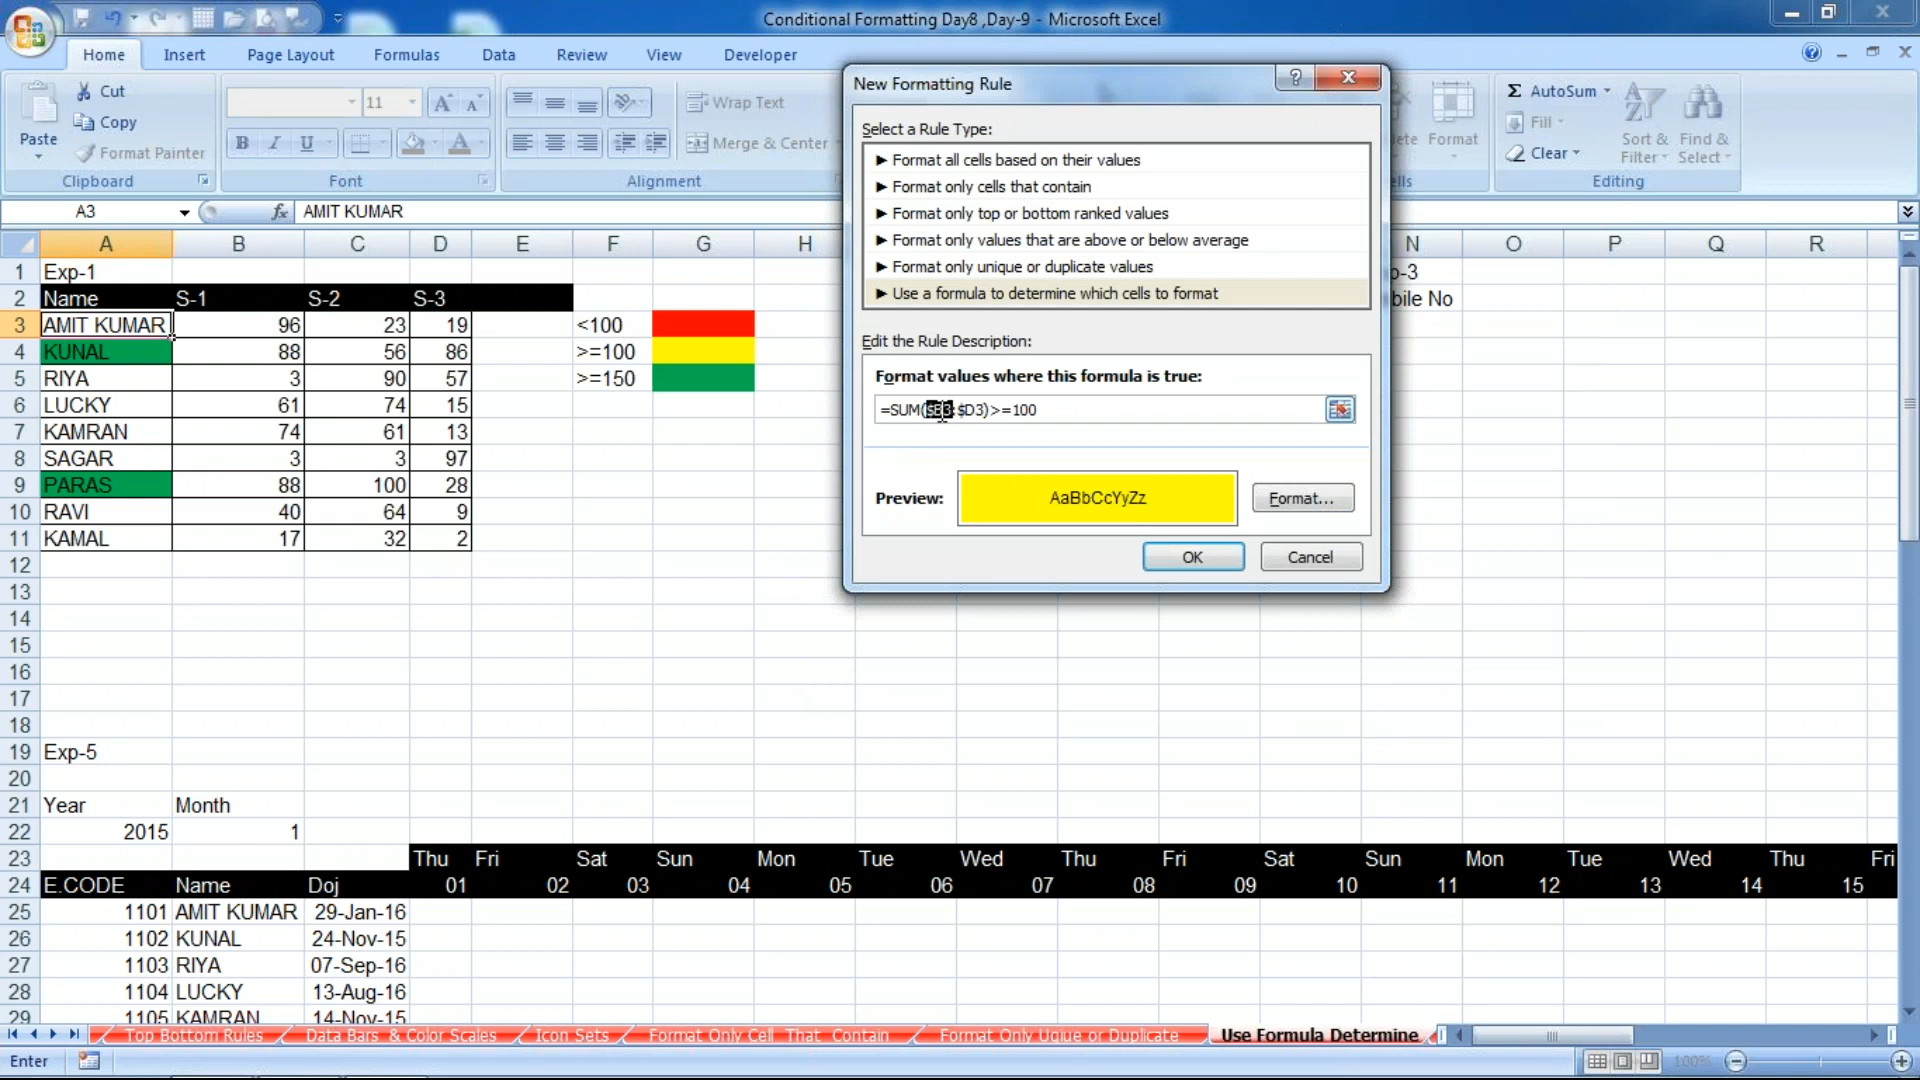 Conditional Formatting Day8 ,Day-9 - Microsoft Excel
Home Insert Page Layout Formulas Data Review View Developer
Cut
Copy
Format Painter
Paste
Clipboard
11
B I U
Font
Wrap Text
Merge & Center
Alignment
Format
AutoSum
Fill
Clear
Sort & Filter
Find & Select
Editing
A3 fx AMIT KUMAR
New Formatting Rule
Select a Rule Type:
► Format all cells based on their values
► Format only cells that contain
► Format only top or bottom ranked values
► Format only values that are above or below average
► Format only unique or duplicate values
► Use a formula to determine which cells to format
Edit the Rule Description:
Format values where this formula is true:
=SUM($B3:$D3)>=100
Preview: AaBbCcYyZz Format...
OK Cancel
A B C D E F G H N O P Q R
1 Exp-1
2 Name S-1 S-2 S-3
3 AMIT KUMAR 96 23 19 <100
4 KUNAL 88 56 86 >=100
5 RIYA 3 90 57 >=150
6 LUCKY 61 74 15
7 KAMRAN 74 61 13
8 SAGAR 3 3 97
9 PARAS 88 100 28
10 RAVI 40 64 9
11 KAMAL 17 32 2
12
13
14
15
16
17
18
19 Exp-5
20
21 Year Month
22 2015 1
23 Thu Fri Sat Sun Mon Tue Wed Thu Fri Sat Sun Mon Tue Wed Thu Fri
24 E.CODE Name Doj 01 02 03 04 05 06 07 08 09 10 11 12 13 14 15
25 1101 AMIT KUMAR 29-Jan-16
26 1102 KUNAL 24-Nov-15
27 1103 RIYA 07-Sep-16
28 1104 LUCKY 13-Aug-16
29 1105 KAMRAN 14-Nov-15
Top Bottom Rules Data Bars & Color Scales Icon Sets Format Only Cell That Contain Format Only Uqiue or Duplicate Use Formula Determine
Enter 100%